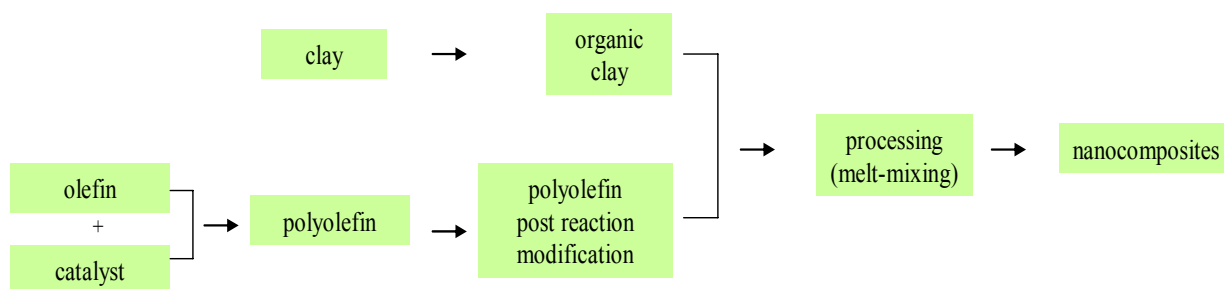 clay
organic
clay
olefin
+
catalyst
polyolefin
polyolefin
post reaction
modification
processing
(melt-mixing)
nanocomposites